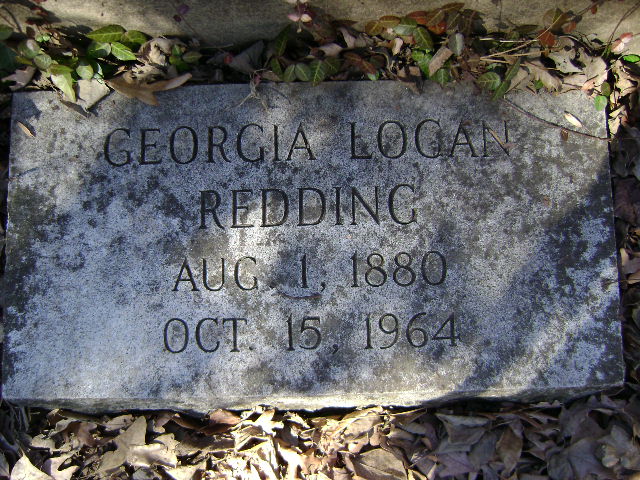 GEORGIA LOGAN
REDDING
AUG. 1, 1880
OCT. 15, 1964